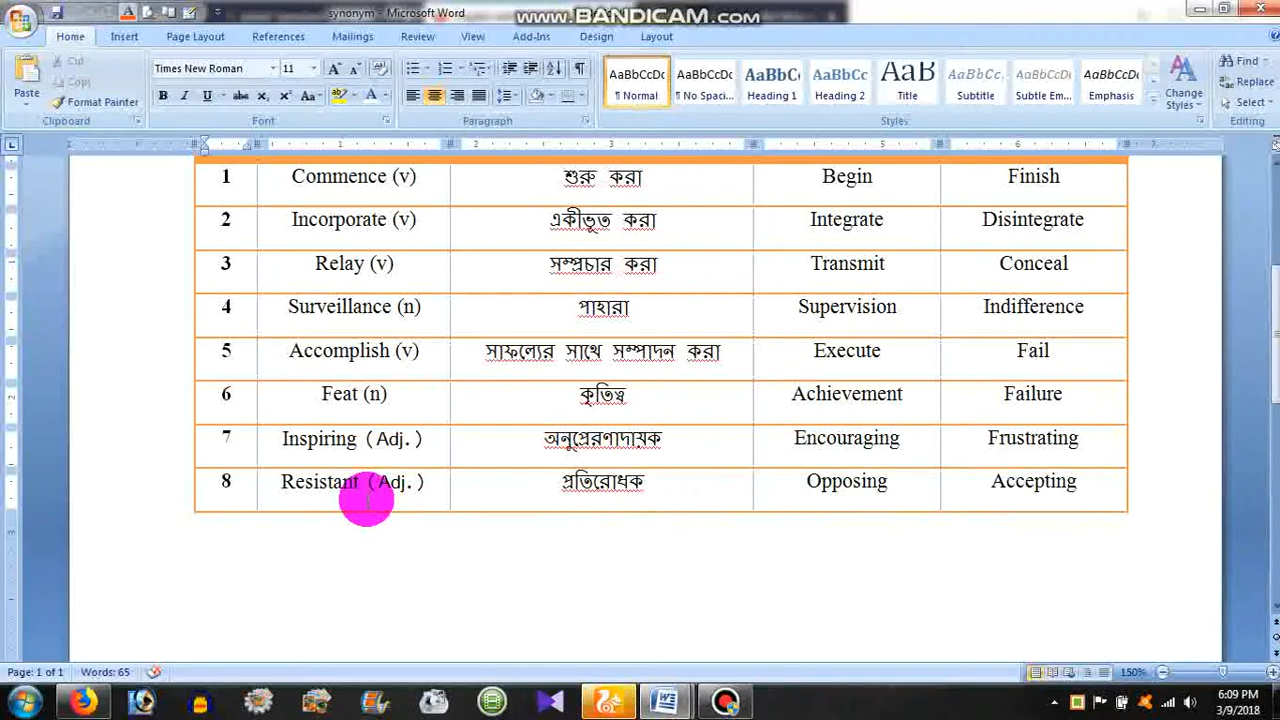 synonym - Microsoft Word
www.BANDICAM.com
Home Insert Page Layout References Mailings Review View Add-Ins Design Layout
Paste
Cut
Copy
Format Painter
Clipboard
Times New Roman 11
B I U abc x₂ x² Aa
Font
Paragraph
AaBbCcDc AaBbCcDc AaBbC AaBbCc AaB AaBbCc. AaBbCcDc AaBbCcDc
¶ Normal ¶ No Spaci... Heading 1 Heading 2 Title Subtitle Subtle Em... Emphasis
Change Styles
Styles
Find
Replace
Select
Editing
1 Commence (v) শুরু করা Begin Finish
2 Incorporate (v) একীভূত করা Integrate Disintegrate
3 Relay (v) সম্প্রচার করা Transmit Conceal
4 Surveillance (n) পাহারা Supervision Indifference
5 Accomplish (v) সাফল্যের সাথে সম্পাদন করা Execute Fail
6 Feat (n) কৃতিত্ব Achievement Failure
7 Inspiring (Adj.) অনুপ্রেরণাদায়ক Encouraging Frustrating
8 Resistant (Adj.) প্রতিরোধক Opposing Accepting
Page: 1 of 1 Words: 65 150%
6:09 PM
3/9/2018